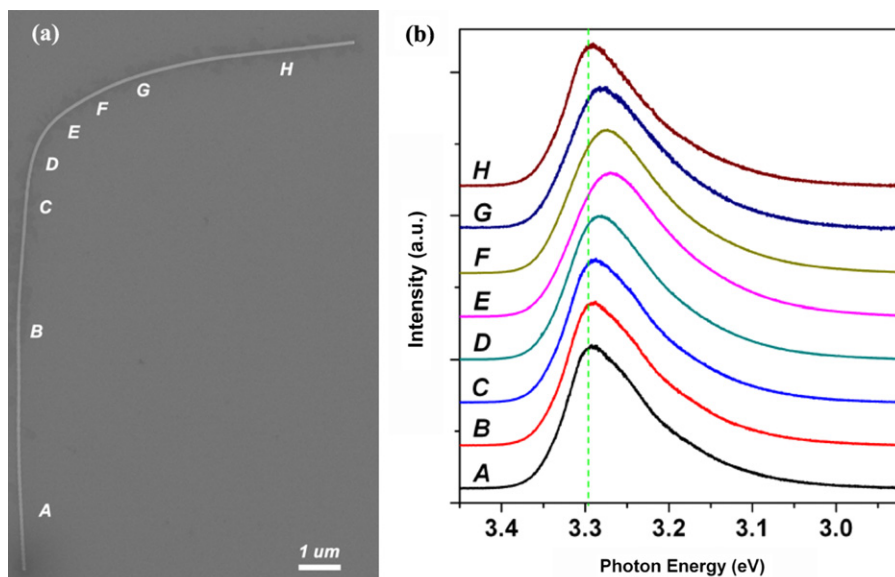 (a)
H
G
F
E
D
C
B
A
1 um
(b)
Intensity (a.u.)
H
G
F
E
D
C
B
A
3.4 3.3 3.2 3.1 3.0
Photon Energy (eV)